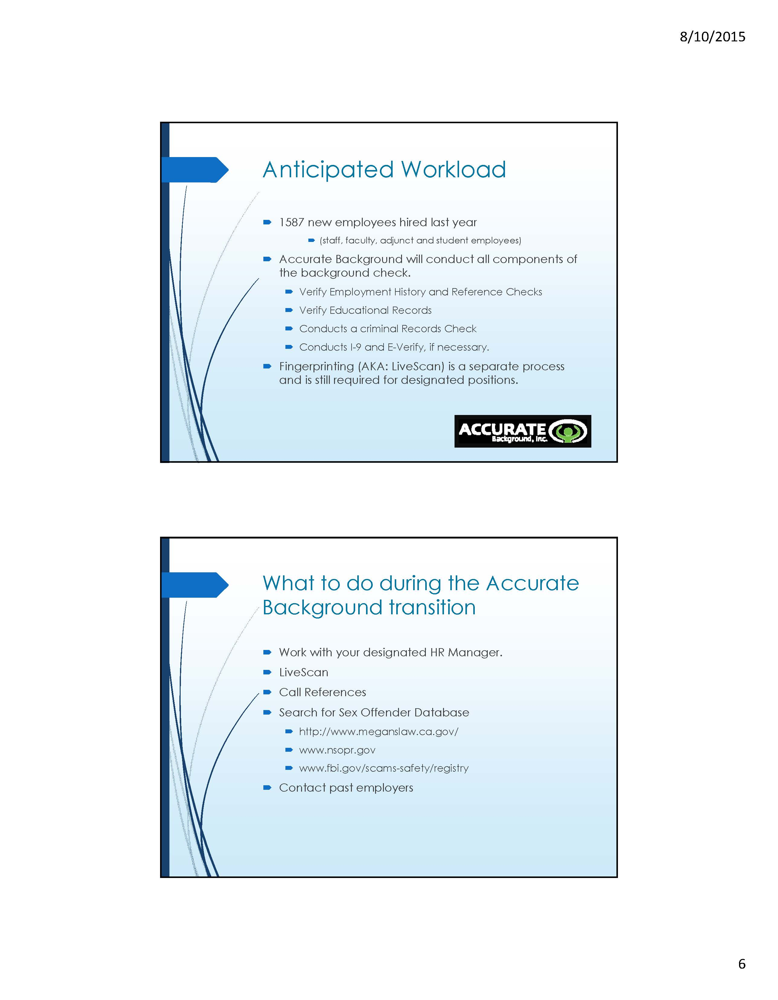 8/10/2015
Anticipated Workload
1587 new employees hired last year
(staff, faculty, adjunct and student employees)
Accurate Background will conduct all components of
the background check.
Verify Employment History and Reference Checks
Verify Educational Records
Conducts a criminal Records Check
Conducts I-9 and E-Verify, if necessary.
Fingerprinting (AKA: LiveScan) is a separate process
and is still required for designated positions.
ACCURATE
Background, Inc.
What to do during the Accurate
Background transition
Work with your designated HR Manager.
LiveScan
Call References
Search for Sex Offender Database
http://www.meganslaw.ca.gov/
www.nsopr.gov
www.fbi.gov/scams-safety/registry
Contact past employers
6